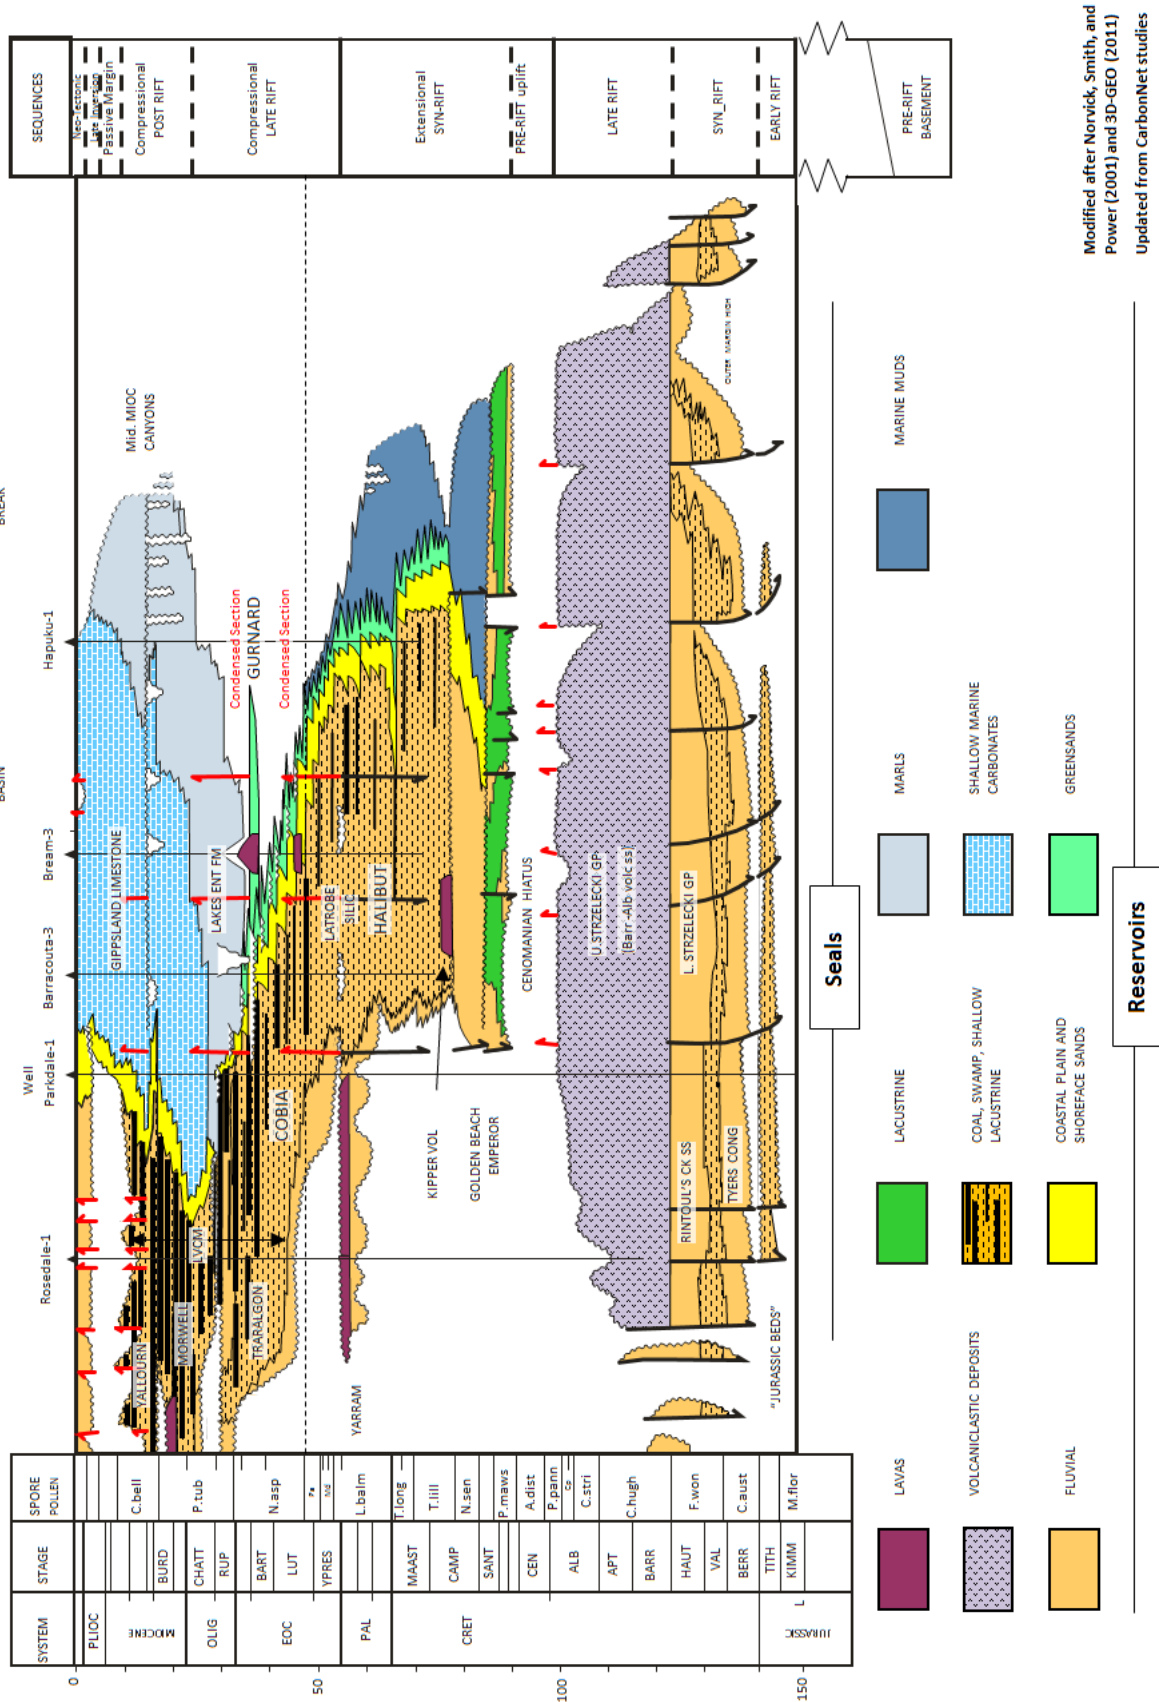 SYSTEM
STAGE
SPORE
POLLEN
SEQUENCES
Well
Rosedale-1
Parkdale-1
Barracouta-3
Bream-3
Hapuku-1
BASIN
BREAK
0
50
100
150
PLIOC
MIOCENE
OLIG
EOC
PAL
CRET
JURASSIC
L
BURD
CHATT
RUP
BART
LUT
YPRES
MAAST
CAMP
SANT
CEN
ALB
APT
BARR
HAUT
VAL
BERR
TITH
KIMM
C.bell
P.tub
N.asp
Pa
Md
L.balm
T.long
T.lill
N.sen
P.maws
A.dist
P.pann
Cp
C.stri
C.hugh
F.won
C.aust
M.flor
Neo-Tectonic
Late Inversion
Passive Margin
Compressional
POST RIFT
Compressional
LATE RIFT
Extensional
SYN-RIFT
PRE-RIFT uplift
LATE RIFT
SYN_RIFT
EARLY RIFT
PRE-RIFT
BASEMENT
YALLOURN
MORWELL
LVCM
TRARALGON
GIPPSLAND LIMESTONE
LAKES ENT FM
Mid. MIOC
CANYONS
Condensed Section
GURNARD
Condensed Section
COBIA
LATROBE
SILIC
HALIBUT
YARRAM
KIPPER VOL
GOLDEN BEACH
EMPEROR
CENOMANIAN HIATUS
U.STRZELECKI GP
(Barr-Alb volc ss)
L. STRZELECKI GP
RINTOUL'S CK SS
TYERS CONG
OUTER MARGIN HIGH
"JURASSIC BEDS"
Seals
LAVAS
LACUSTRINE
MARLS
MARINE MUDS
VOLCANICLASTIC DEPOSITS
COAL, SWAMP, SHALLOW
LACUSTRINE
SHALLOW MARINE
CARBONATES
FLUVIAL
COASTAL PLAIN AND
SHOREFACE SANDS
GREENSANDS
Reservoirs
Modified after Norvick, Smith, and
Power (2001) and 3D-GEO (2011)
Updated from CarbonNet studies